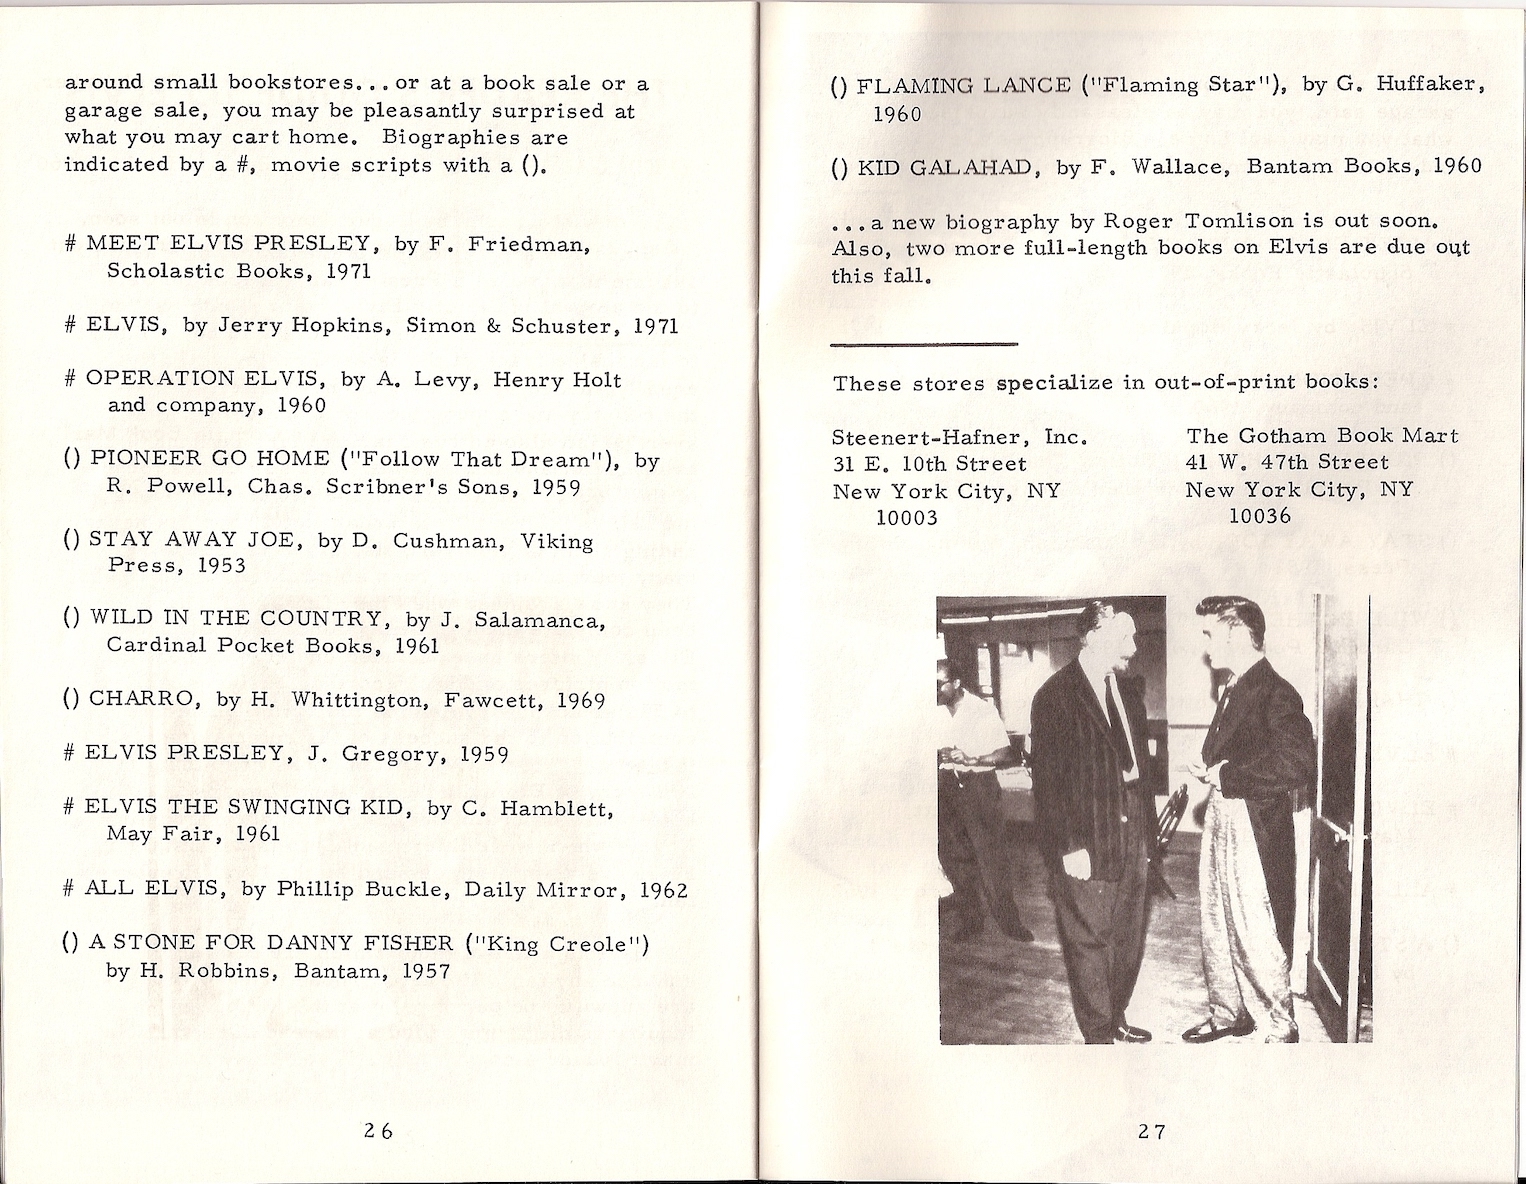 around small bookstores...or at a book sale or a
garage sale, you may be pleasantly surprised at
what you may cart home.  Biographies are
indicated by a #, movie scripts with a ().
# MEET ELVIS PRESLEY, by F. Friedman,
Scholastic Books, 1971
# ELVIS, by Jerry Hopkins, Simon & Schuster, 1971
# OPERATION ELVIS, by A. Levy, Henry Holt
and company, 1960
() PIONEER GO HOME ("Follow That Dream"), by
R. Powell, Chas. Scribner's Sons, 1959
() STAY AWAY JOE, by D. Cushman, Viking
Press, 1953
() WILD IN THE COUNTRY, by J. Salamanca,
Cardinal Pocket Books, 1961
() CHARRO, by H. Whittington, Fawcett, 1969
# ELVIS PRESLEY, J. Gregory, 1959
# ELVIS THE SWINGING KID, by C. Hamblett,
May Fair, 1961
# ALL ELVIS, by Phillip Buckle, Daily Mirror, 1962
() A STONE FOR DANNY FISHER ("King Creole")
by H. Robbins, Bantam, 1957
26
() FLAMING LANCE ("Flaming Star"), by G. Huffaker,
1960
() KID GALAHAD, by F. Wallace, Bantam Books, 1960
...a new biography by Roger Tomlison is out soon.
Also, two more full-length books on Elvis are due out
this fall.
These stores specialize in out-of-print books:
Steenert-Hafner, Inc.
31 E. 10th Street
New York City, NY
10003
The Gotham Book Mart
41 W. 47th Street
New York City, NY
10036
27